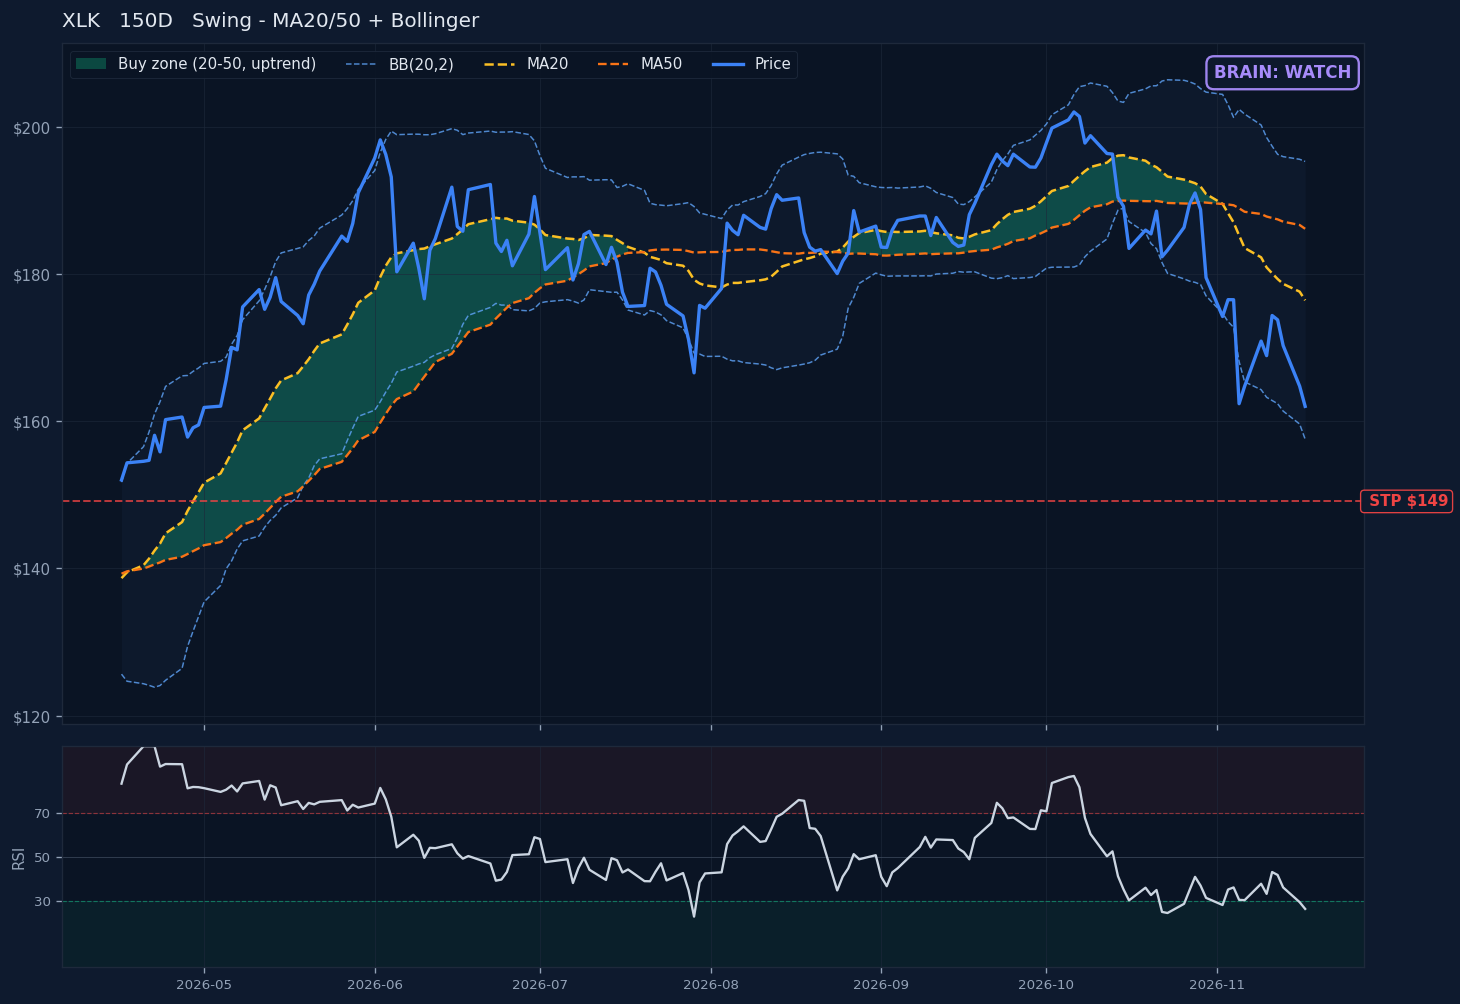 XLK   150D   Swing - MA20/50 + Bollinger
Buy zone (20-50, uptrend)   BB(20,2)   MA20   MA50   Price
BRAIN: WATCH
$200
$180
$160
STP $149
$140
$120
70
50
30
RSI
2026-05   2026-06   2026-07   2026-08   2026-09   2026-10   2026-11